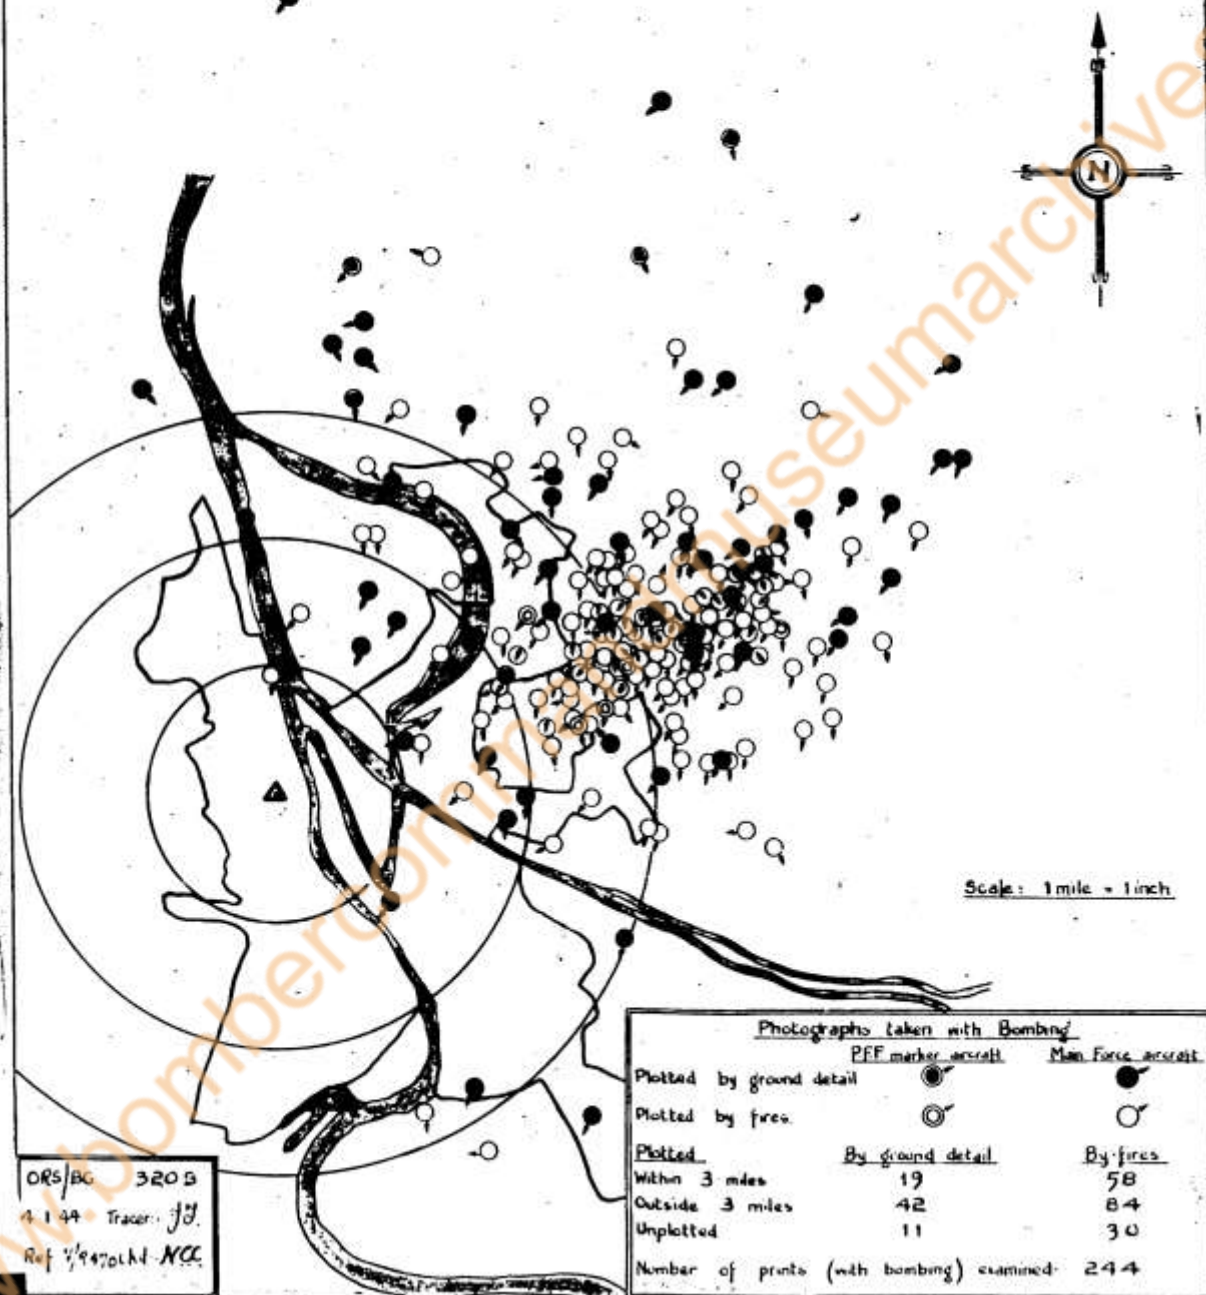 N
Scale: 1 mile = 1 inch
Photographs taken with Bombing
PFF marker aircraft Main Force aircraft
Plotted by ground detail
Plotted by fires.
Plotted By ground detail By fires
Within 3 miles 19 58
Outside 3 miles 42 84
Unplotted 11 30
Number of prints (with bombing) examined 244
ORS/BC 320
4 1 44 Tracer:
Ref
www.bombercommandmuseumarchives